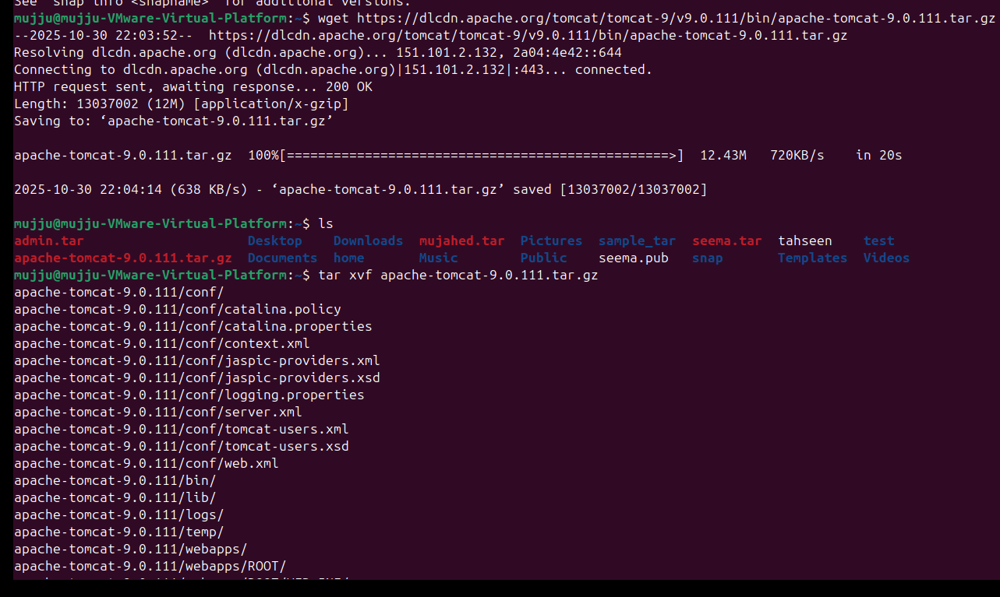 See 'snap info <snapname>' for additional versions.
mujju@mujju-VMware-Virtual-Platform:~$ wget https://dlcdn.apache.org/tomcat/tomcat-9/v9.0.111/bin/apache-tomcat-9.0.111.tar.gz
--2025-10-30 22:03:52--  https://dlcdn.apache.org/tomcat/tomcat-9/v9.0.111/bin/apache-tomcat-9.0.111.tar.gz
Resolving dlcdn.apache.org (dlcdn.apache.org)... 151.101.2.132, 2a04:4e42::644
Connecting to dlcdn.apache.org (dlcdn.apache.org)|151.101.2.132|:443... connected.
HTTP request sent, awaiting response... 200 OK
Length: 13037002 (12M) [application/x-gzip]
Saving to: ‘apache-tomcat-9.0.111.tar.gz’
apache-tomcat-9.0.111.tar.gz  100%[=================================================>]  12.43M   720KB/s    in 20s
2025-10-30 22:04:14 (638 KB/s) - ‘apache-tomcat-9.0.111.tar.gz’ saved [13037002/13037002]
mujju@mujju-VMware-Virtual-Platform:~$ ls
admin.tar                     Desktop    Downloads  mujahed.tar  Pictures  sample_tar  seema.tar  tahseen    test
apache-tomcat-9.0.111.tar.gz  Documents  home       Music        Public    seema.pub   snap       Templates  Videos
mujju@mujju-VMware-Virtual-Platform:~$ tar xvf apache-tomcat-9.0.111.tar.gz
apache-tomcat-9.0.111/conf/
apache-tomcat-9.0.111/conf/catalina.policy
apache-tomcat-9.0.111/conf/catalina.properties
apache-tomcat-9.0.111/conf/context.xml
apache-tomcat-9.0.111/conf/jaspic-providers.xml
apache-tomcat-9.0.111/conf/jaspic-providers.xsd
apache-tomcat-9.0.111/conf/logging.properties
apache-tomcat-9.0.111/conf/server.xml
apache-tomcat-9.0.111/conf/tomcat-users.xml
apache-tomcat-9.0.111/conf/tomcat-users.xsd
apache-tomcat-9.0.111/conf/web.xml
apache-tomcat-9.0.111/bin/
apache-tomcat-9.0.111/lib/
apache-tomcat-9.0.111/logs/
apache-tomcat-9.0.111/temp/
apache-tomcat-9.0.111/webapps/
apache-tomcat-9.0.111/webapps/ROOT/